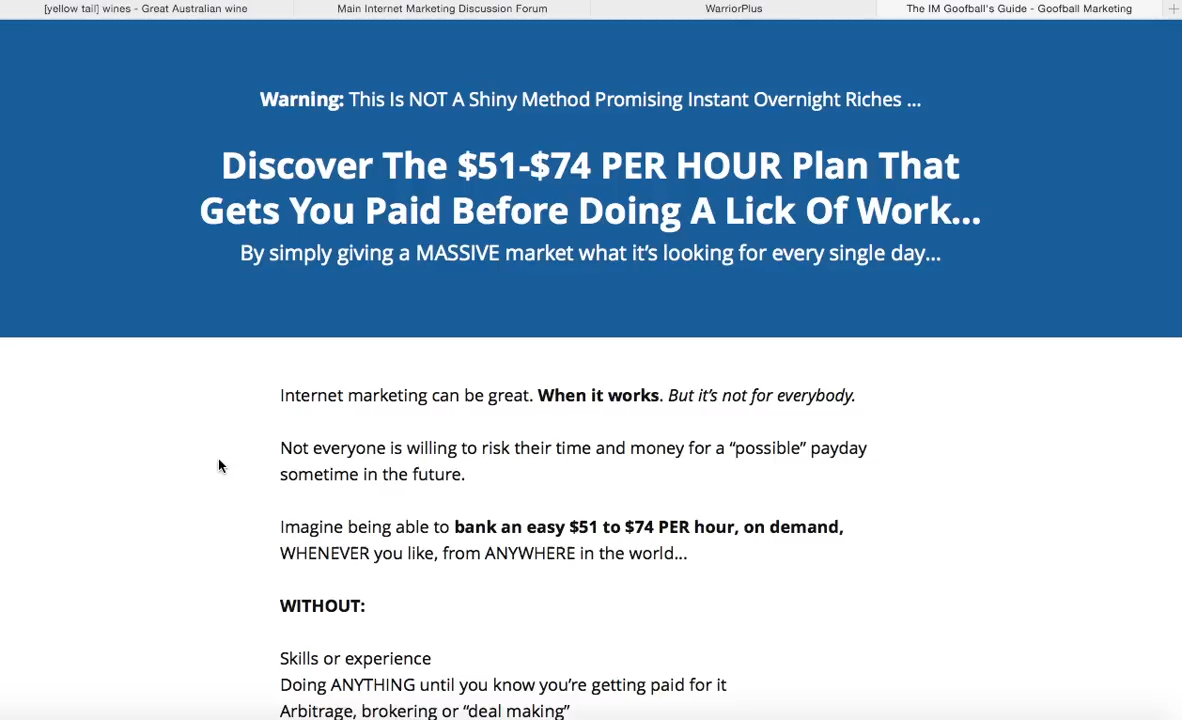 [yellow tail] wines - Great Australian wine
Main Internet Marketing Discussion Forum
WarriorPlus
The IM Goofball's Guide - Goofball Marketing
Warning: This Is NOT A Shiny Method Promising Instant Overnight Riches ...
Discover The $51-$74 PER HOUR Plan That
Gets You Paid Before Doing A Lick Of Work...
By simply giving a MASSIVE market what it’s looking for every single day...
Internet marketing can be great. When it works. But it’s not for everybody.
Not everyone is willing to risk their time and money for a “possible” payday
sometime in the future.
Imagine being able to bank an easy $51 to $74 PER hour, on demand,
WHENEVER you like, from ANYWHERE in the world...
WITHOUT:
Skills or experience
Doing ANYTHING until you know you’re getting paid for it
Arbitrage, brokering or “deal making”